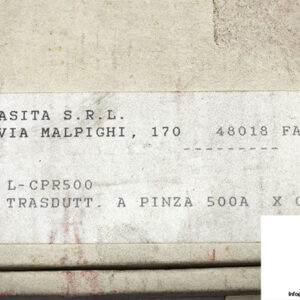 ASITA S.R.L.
VIA MALPIGHI, 170 48018 FA
---------
L-CPR500
TRASDUTT. A PINZA 500A X